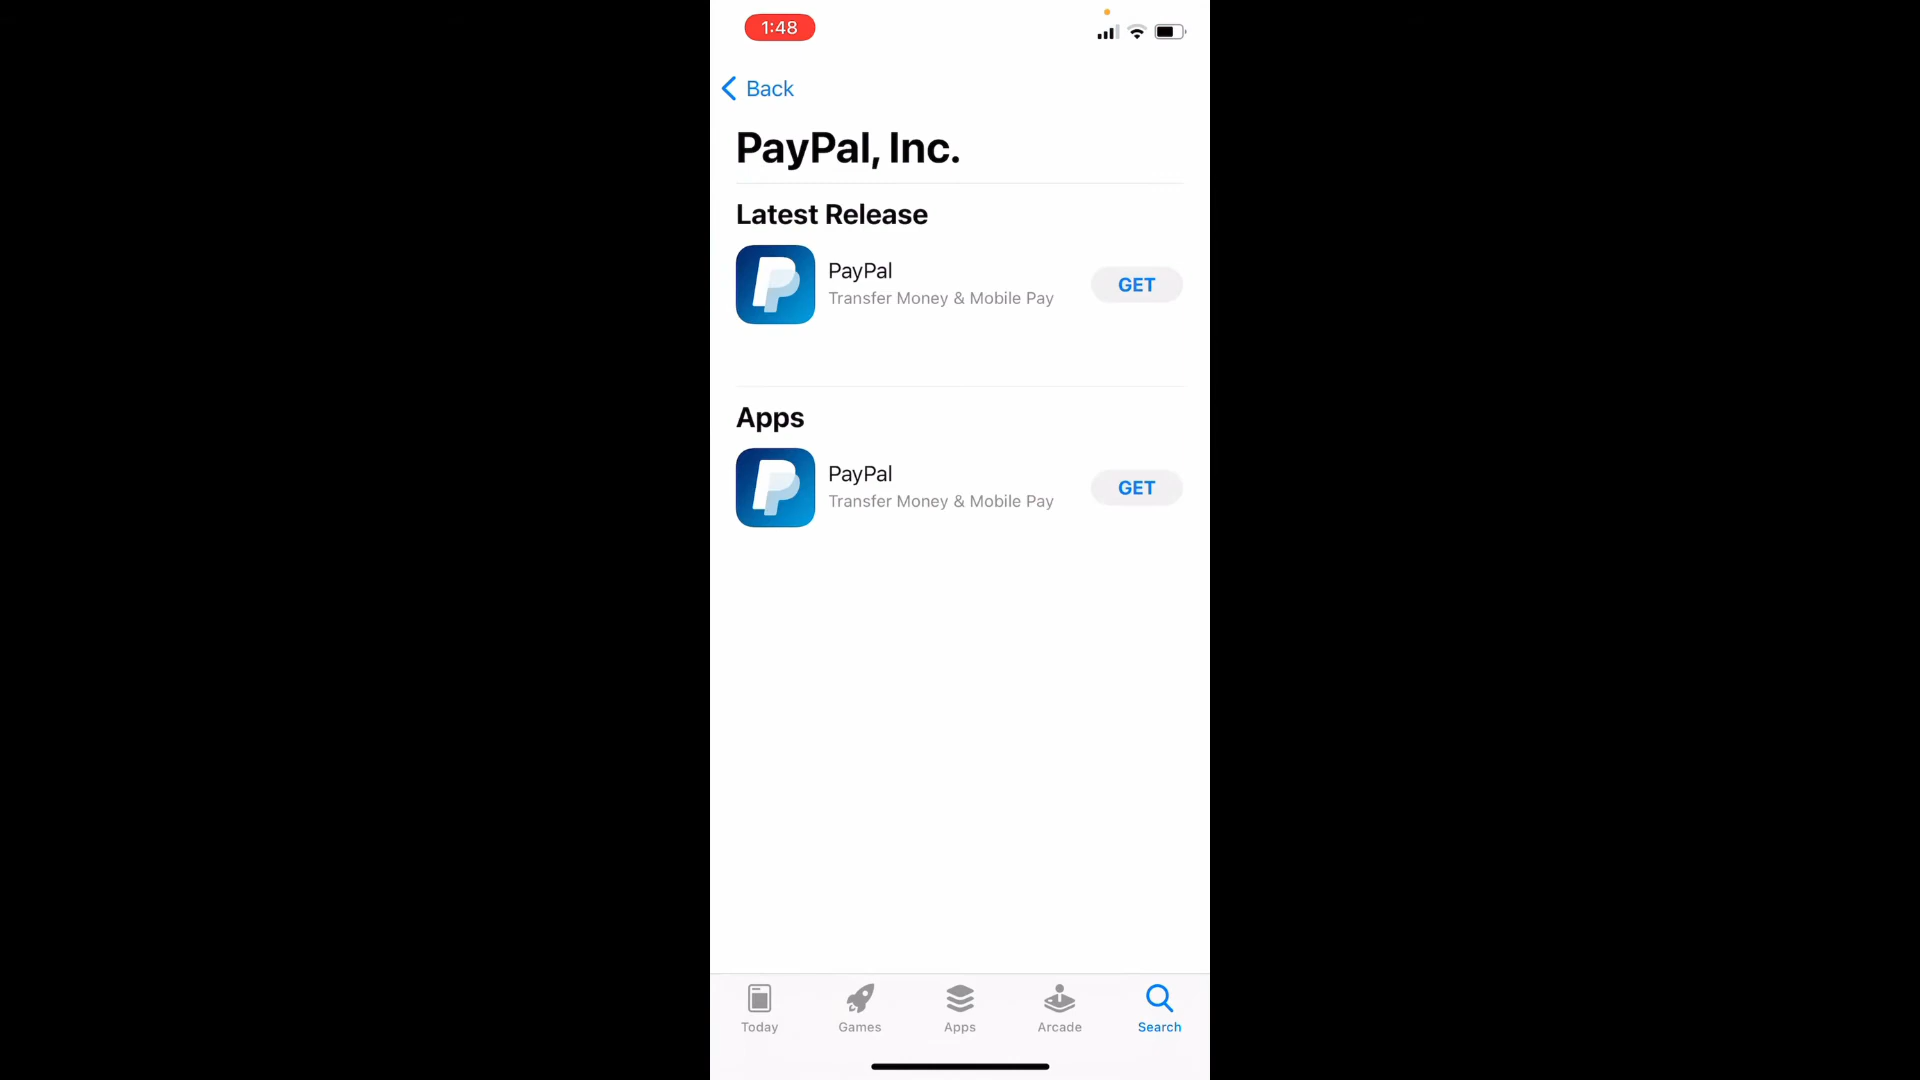 1:48
Back
PayPal, Inc.
Latest Release
PayPal
Transfer Money & Mobile Pay
GET
Apps
PayPal
Transfer Money & Mobile Pay
GET
Today
Games
Apps
Arcade
Search